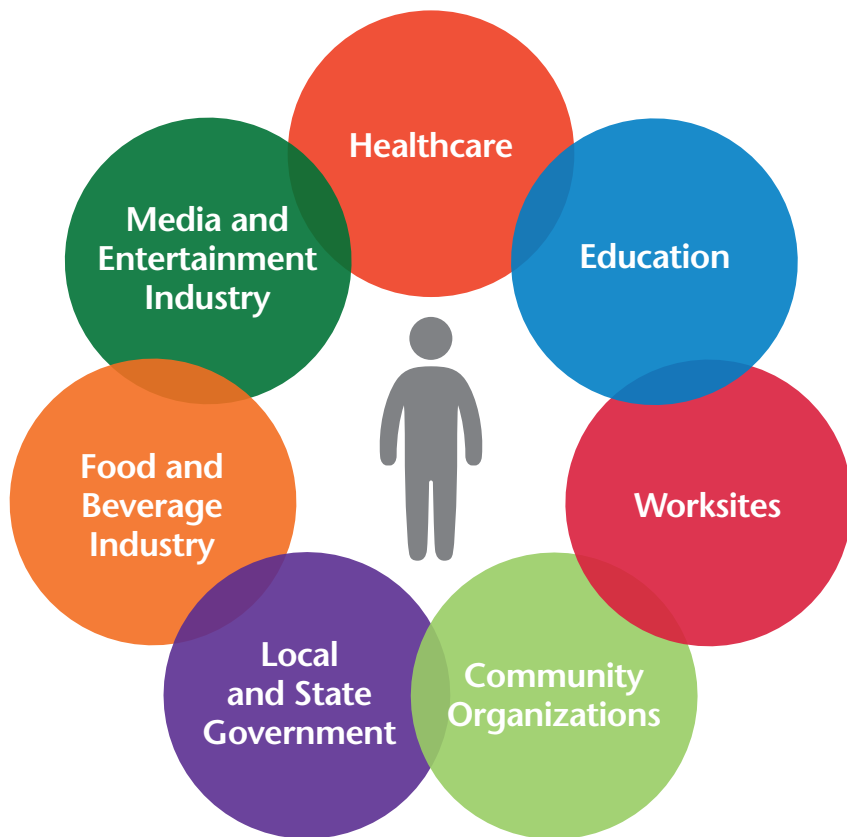 Healthcare
Education
Worksites
Community
Organizations
Local
and State
Government
Food and
Beverage
Industry
Media and
Entertainment
Industry